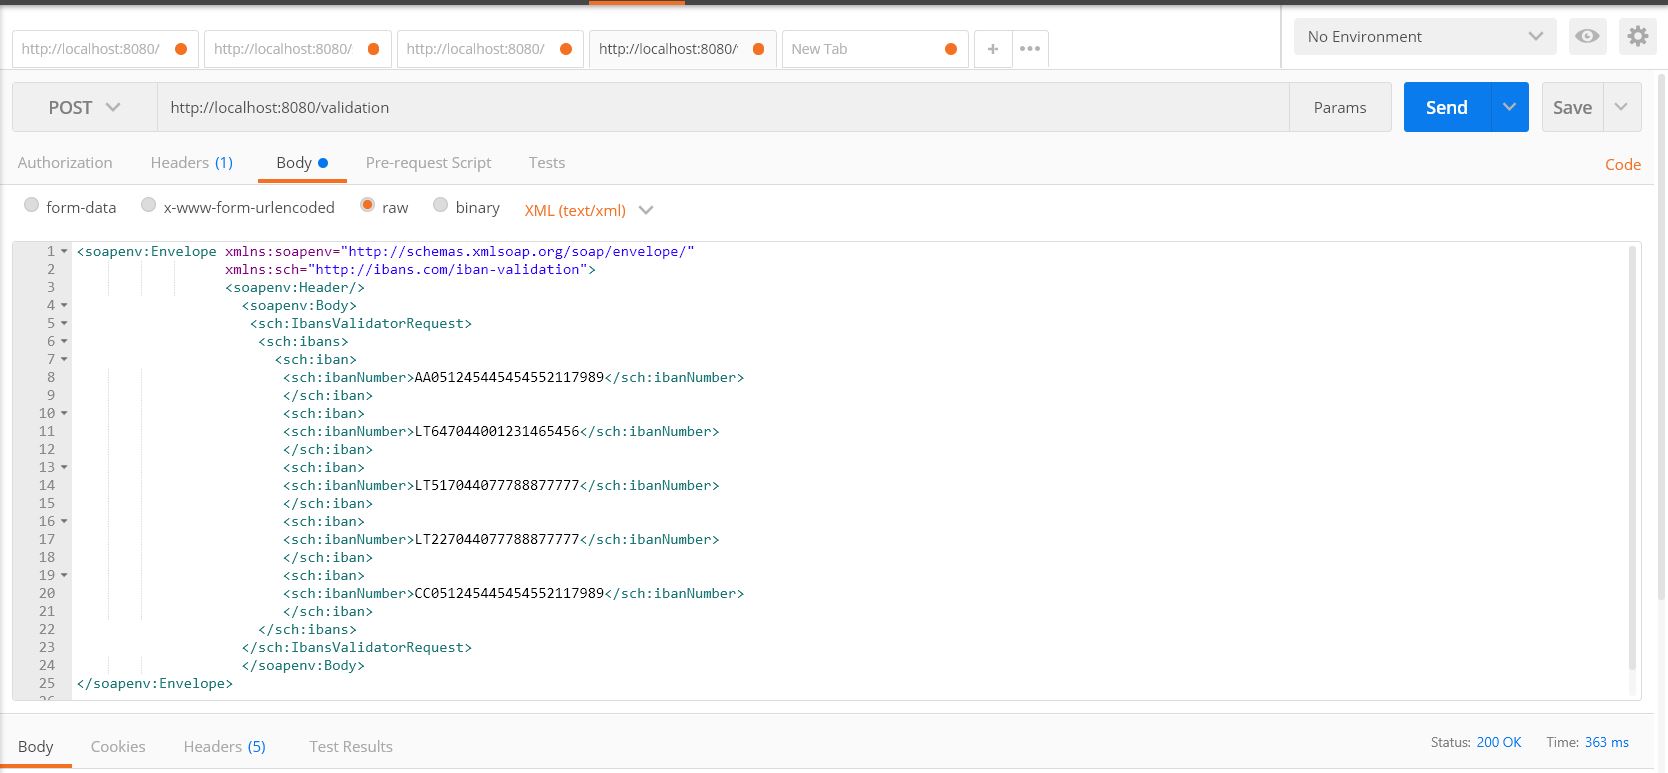 http://localhost:8080/ http://localhost:8080/ http://localhost:8080/ http://localhost:8080/ New Tab + ••• No Environment
POST http://localhost:8080/validation Params Send Save
Authorization Headers (1) Body Pre-request Script Tests Code
form-data x-www-form-urlencoded raw binary XML (text/xml)
1 <soapenv:Envelope xmlns:soapenv="http://schemas.xmlsoap.org/soap/envelope/"
2 xmlns:sch="http://ibans.com/iban-validation">
3 <soapenv:Header/>
4 <soapenv:Body>
5 <sch:IbansValidatorRequest>
6 <sch:ibans>
7 <sch:iban>
8 <sch:ibanNumber>AA051245445454552117989</sch:ibanNumber>
9 </sch:iban>
10 <sch:iban>
11 <sch:ibanNumber>LT647044001231465456</sch:ibanNumber>
12 </sch:iban>
13 <sch:iban>
14 <sch:ibanNumber>LT517044077788877777</sch:ibanNumber>
15 </sch:iban>
16 <sch:iban>
17 <sch:ibanNumber>LT227044077788877777</sch:ibanNumber>
18 </sch:iban>
19 <sch:iban>
20 <sch:ibanNumber>CC051245445454552117989</sch:ibanNumber>
21 </sch:iban>
22 </sch:ibans>
23 </sch:IbansValidatorRequest>
24 </soapenv:Body>
25 </soapenv:Envelope>
26
Body Cookies Headers (5) Test Results Status: 200 OK Time: 363 ms